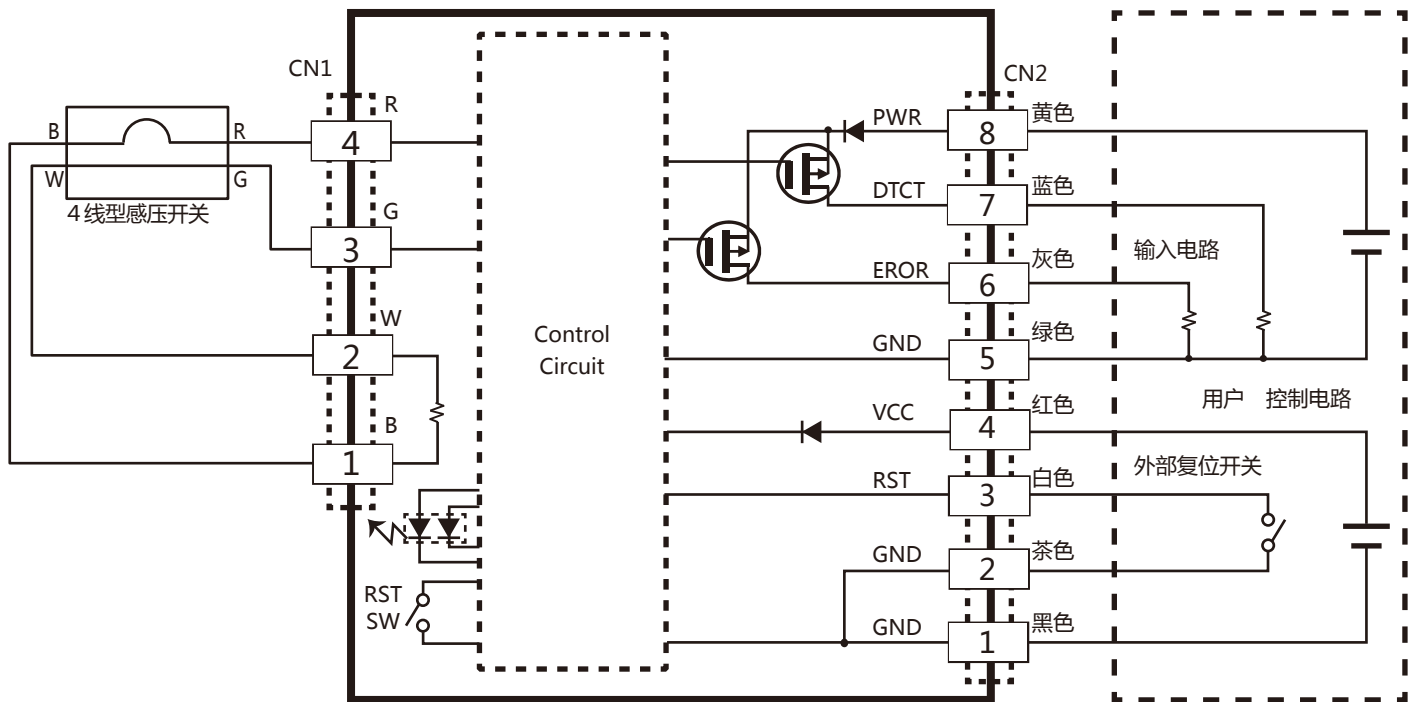 CN1
R
B
R
4
W
G
4线型感压开关
G
3
W
2
B
1
RST
SW
Control
Circuit
CN2
PWR
8
黄色
DTCT
7
蓝色
输入电路
EROR
6
灰色
GND
5
绿色
用户 控制电路
VCC
4
红色
外部复位开关
RST
3
白色
GND
2
茶色
GND
1
黑色